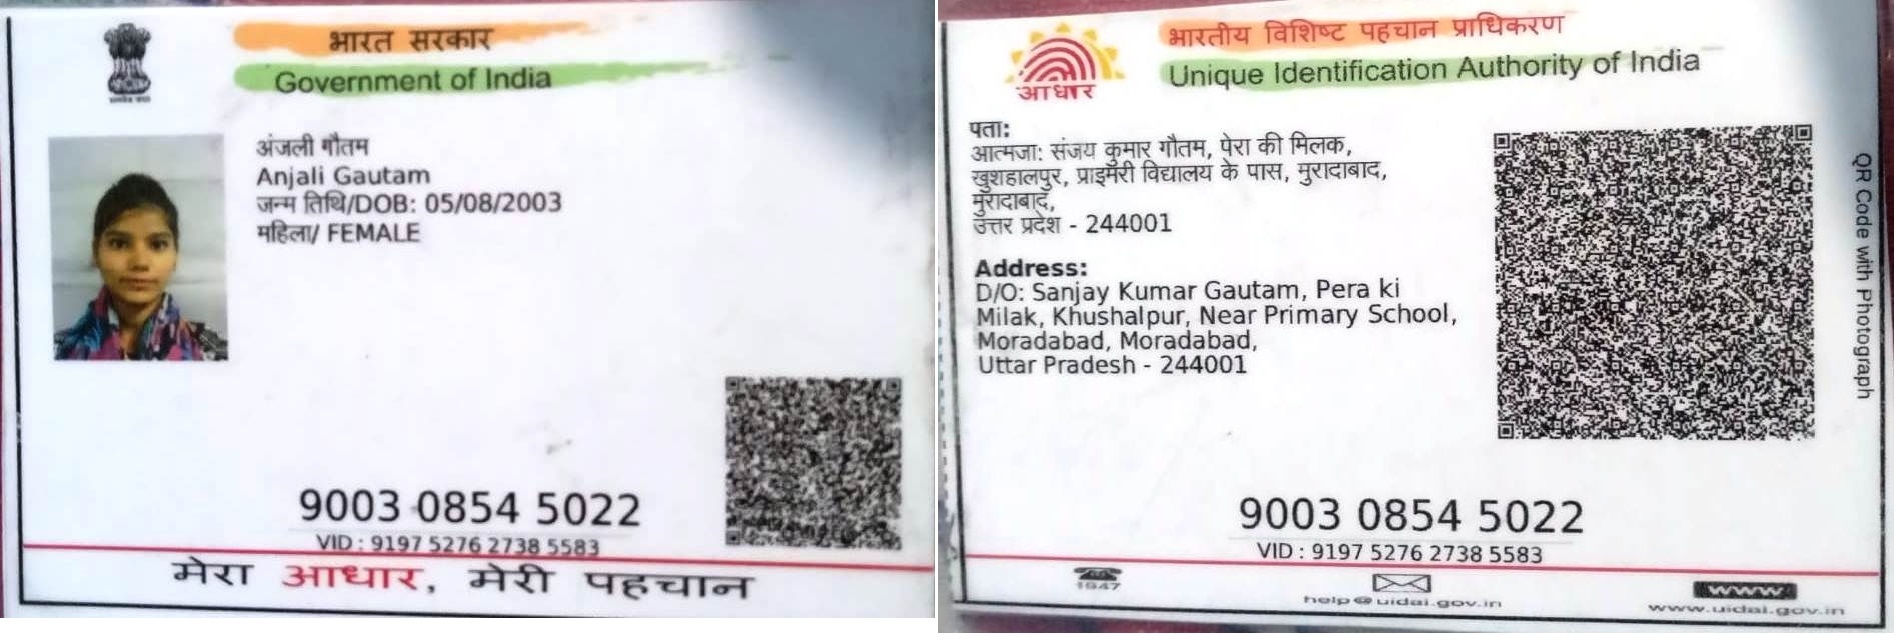 भारत सरकार
Government of India
अंजली गौतम
Anjali Gautam
जन्म तिथि/DOB: 05/08/2003
महिला/ FEMALE
9003 0854 5022
VID : 9197 5276 2738 5583
मेरा आधार, मेरी पहचान
भारतीय विशिष्ट पहचान प्राधिकरण
Unique Identification Authority of India
आधार
पता:
आत्मजा: संजय कुमार गौतम, पेरा की मिलक,
खुशहालपुर, प्राइमरी विद्यालय के पास, मुरादाबाद,
मुरादाबाद,
उत्तर प्रदेश - 244001
Address:
D/O: Sanjay Kumar Gautam, Pera ki
Milak, Khushalpur, Near Primary School,
Moradabad, Moradabad,
Uttar Pradesh - 244001
QR Code with Photograph
9003 0854 5022
VID : 9197 5276 2738 5583
1947
help@uidai.gov.in
www
www.uidai.gov.in